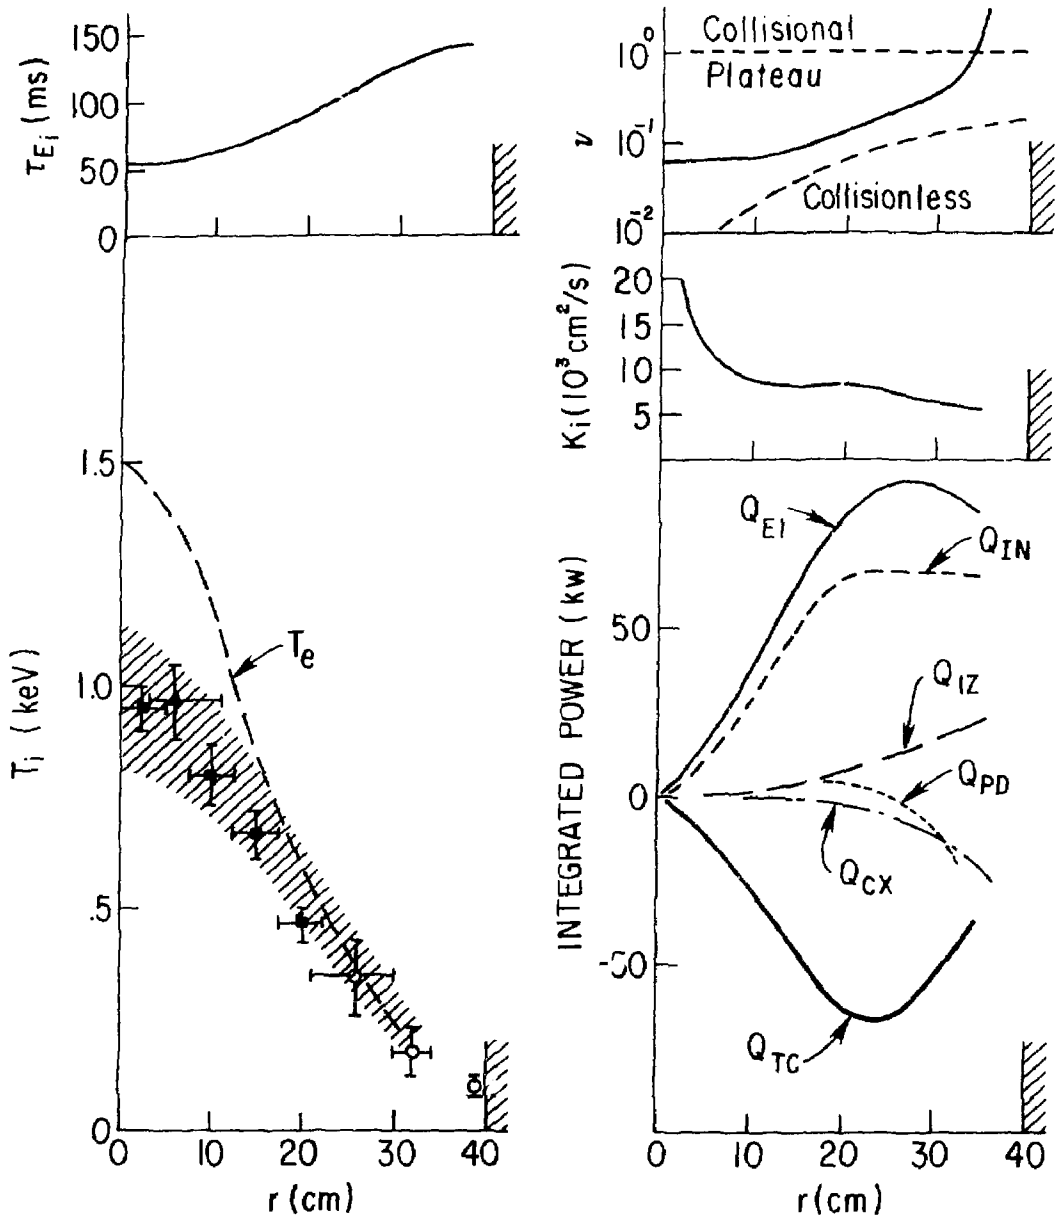 150
100
50
0
τEi (ms)
Collisional
Plateau
Collisionless
10⁰
10⁻¹
10⁻²
ν
20
15
10
5
Ki (10³ cm²/s)
1.5
1.0
.5
0
Ti (keV)
Te
0 10 20 30 40
r (cm)
QEI
QIN
QIZ
QPD
QCX
QTC
50
0
-50
INTEGRATED POWER (kw)
0 10 20 30 40
r (cm)